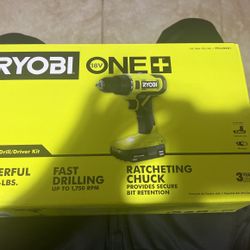 RYOBI 18V ONE+
Drill/Driver Kit
ERFUL
-LBS.
FAST
DRILLING
UP TO 1,750 RPM
RATCHETING
CHUCK
PROVIDES SECURE
BIT RETENTION
3